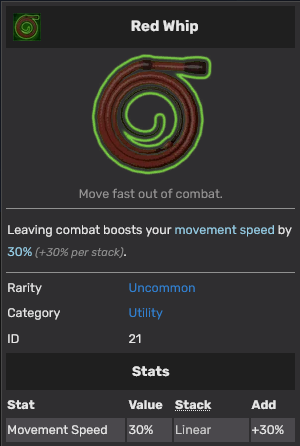 Red Whip
Move fast out of combat.
Leaving combat boosts your movement speed by
30% (+30% per stack).
Rarity Uncommon
Category Utility
ID 21
Stats
Stat Value Stack Add
Movement Speed 30% Linear +30%